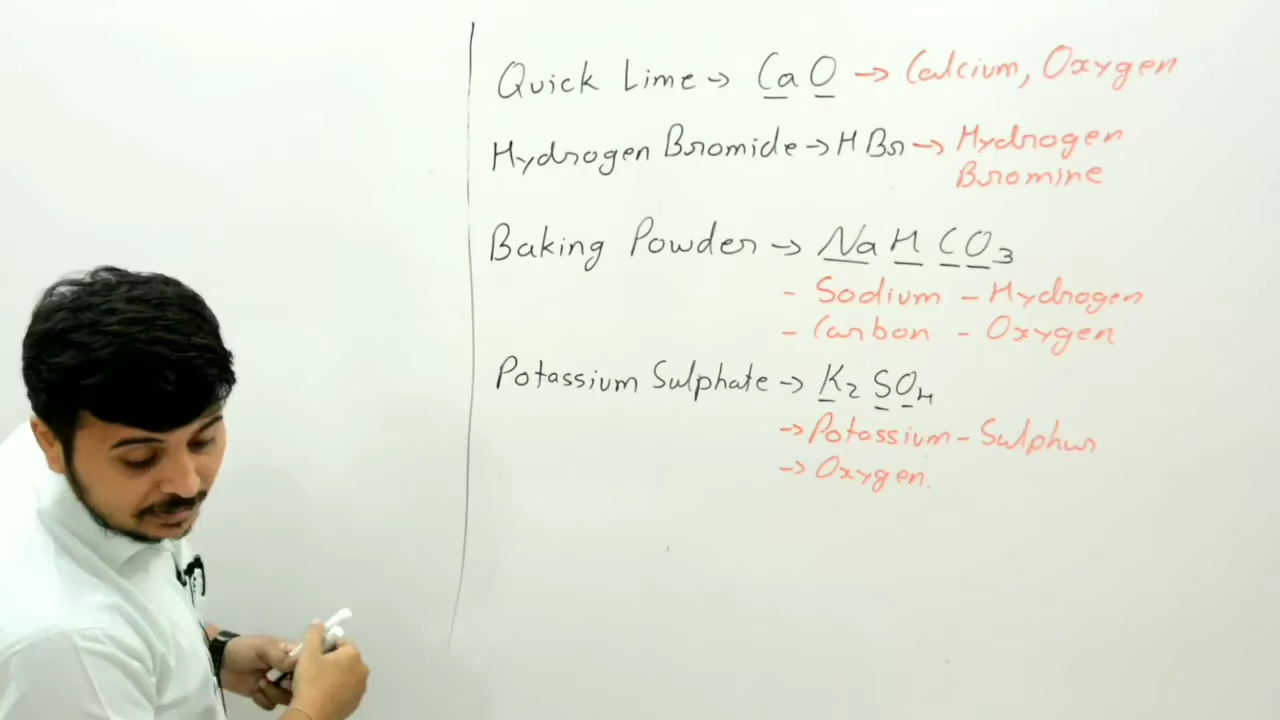 Quick Lime → CaO → Calcium, Oxygen
Hydrogen Bromide → HBr → Hydrogen
Bromine
Baking Powder → NaHCO3
- Sodium - Hydrogen
- Carbon - Oxygen
Potassium Sulphate → K2SO4
→ Potassium - Sulphur
→ Oxygen.